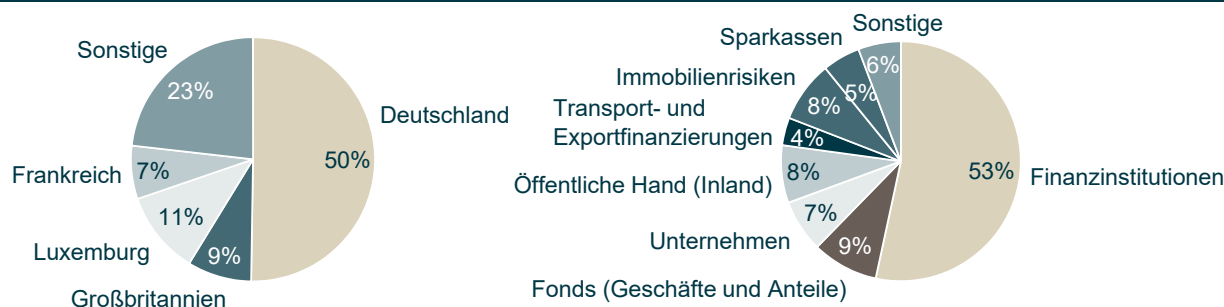 Sonstige
23%
Deutschland
50%
Frankreich
7%
11%
Luxemburg
9%
Großbritannien
Sonstige
Sparkassen
6%
Immobilienrisiken
5%
8%
Transport- und
Exportfinanzierungen
4%
Öffentliche Hand (Inland)
8%
53%
Finanzinstitutionen
7%
Unternehmen
9%
Fonds (Geschäfte und Anteile)